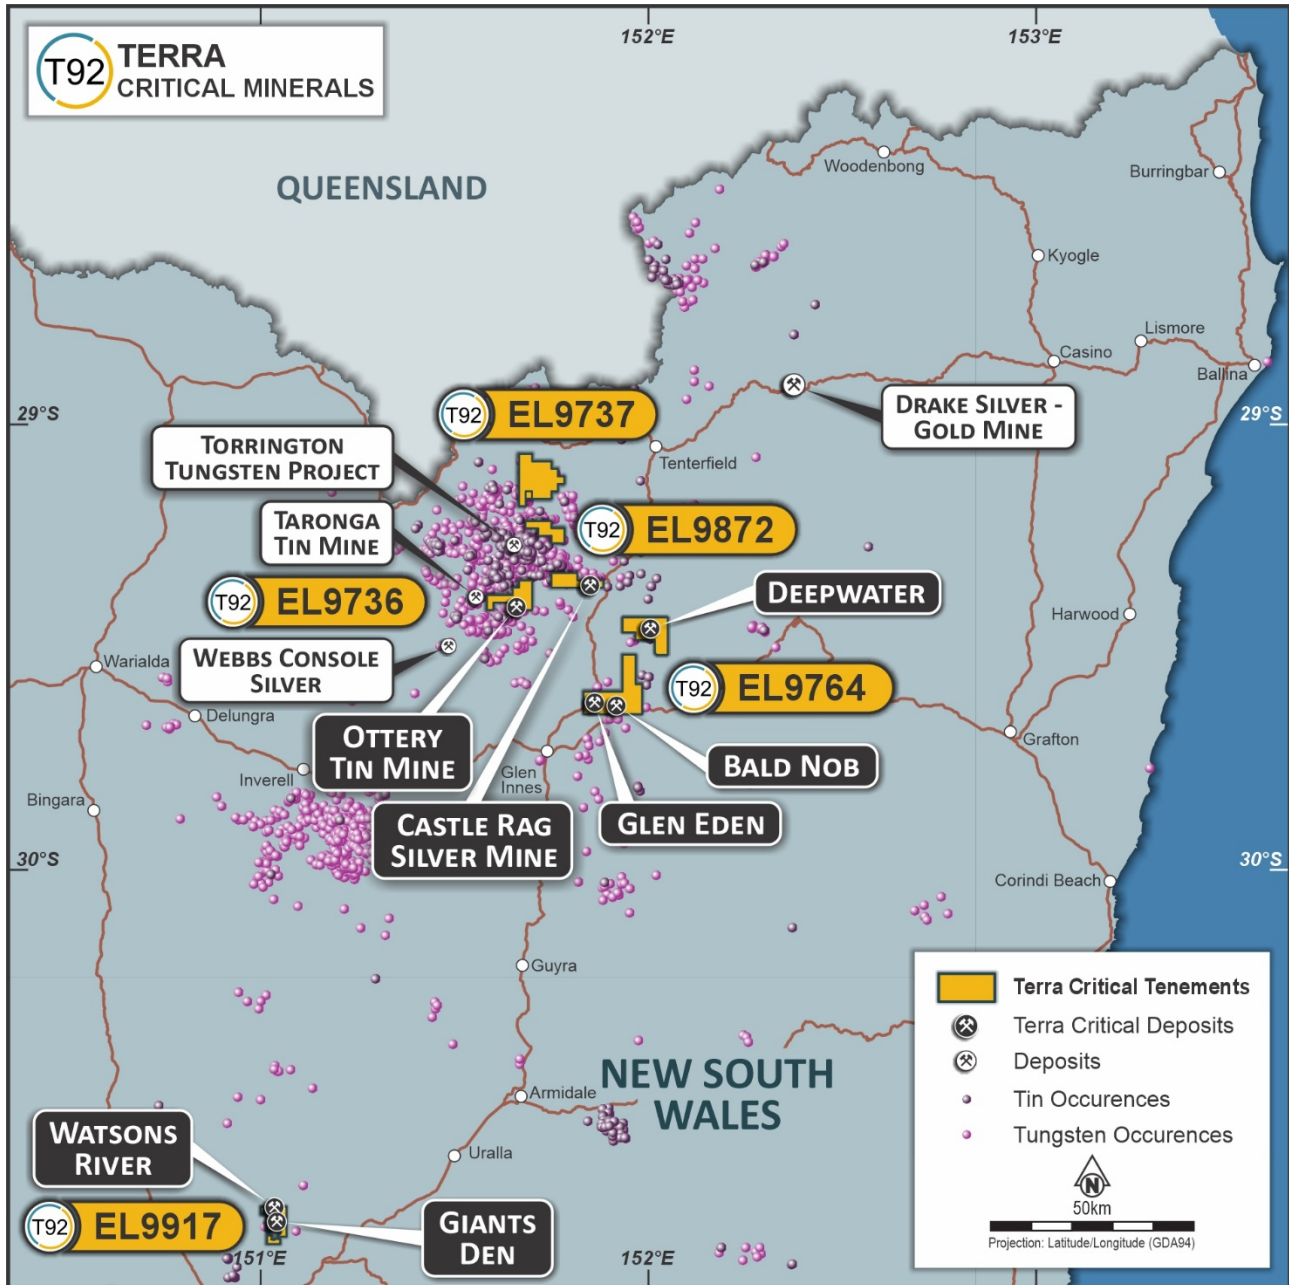 T92
TERRA
CRITICAL MINERALS
152°E
153°E
QUEENSLAND
Woodenbong
Burringbar
Kyogle
Lismore
Casino
Ballina
29°S
29°S
T92 EL9737
DRAKE SILVER -
GOLD MINE
TORRINGTON
TUNGSTEN PROJECT
Tenterfield
TARONGA
TIN MINE
T92 EL9872
T92 EL9736
DEEPWATER
Harwood
WEBBS CONSOLE
SILVER
Warialda
T92 EL9764
Delungra
OTTERY
TIN MINE
Grafton
BALD NOB
Glen
Innes
Inverell
Bingara
CASTLE RAG
SILVER MINE
GLEN EDEN
30°S
30°S
Corindi Beach
Guyra
Terra Critical Tenements
Terra Critical Deposits
Deposits
Tin Occurences
Tungsten Occurences
N
50km
Projection: Latitude/Longitude (GDA94)
NEW SOUTH
WALES
Armidale
Uralla
WATSONS
RIVER
T92 EL9917
GIANTS
DEN
151°E
152°E